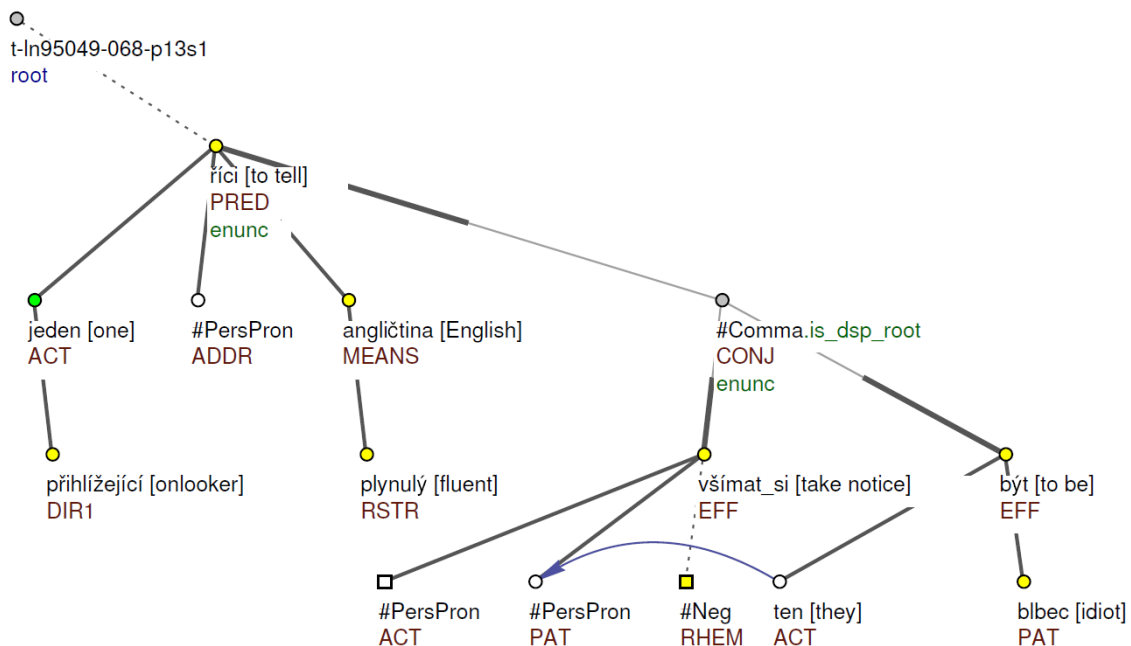 t-ln95049-068-p13s1
root
říci [to tell]
PRED
enunc
jeden [one]
ACT
#PersPron
ADDR
angličtina [English]
MEANS
#Comma.is_dsp_root
CONJ
enunc
přihlížející [onlooker]
DIR1
plynulý [fluent]
RSTR
všímat_si [take notice]
EFF
být [to be]
EFF
#PersPron
ACT
#PersPron
PAT
#Neg
RHEM
ten [they]
ACT
blbec [idiot]
PAT